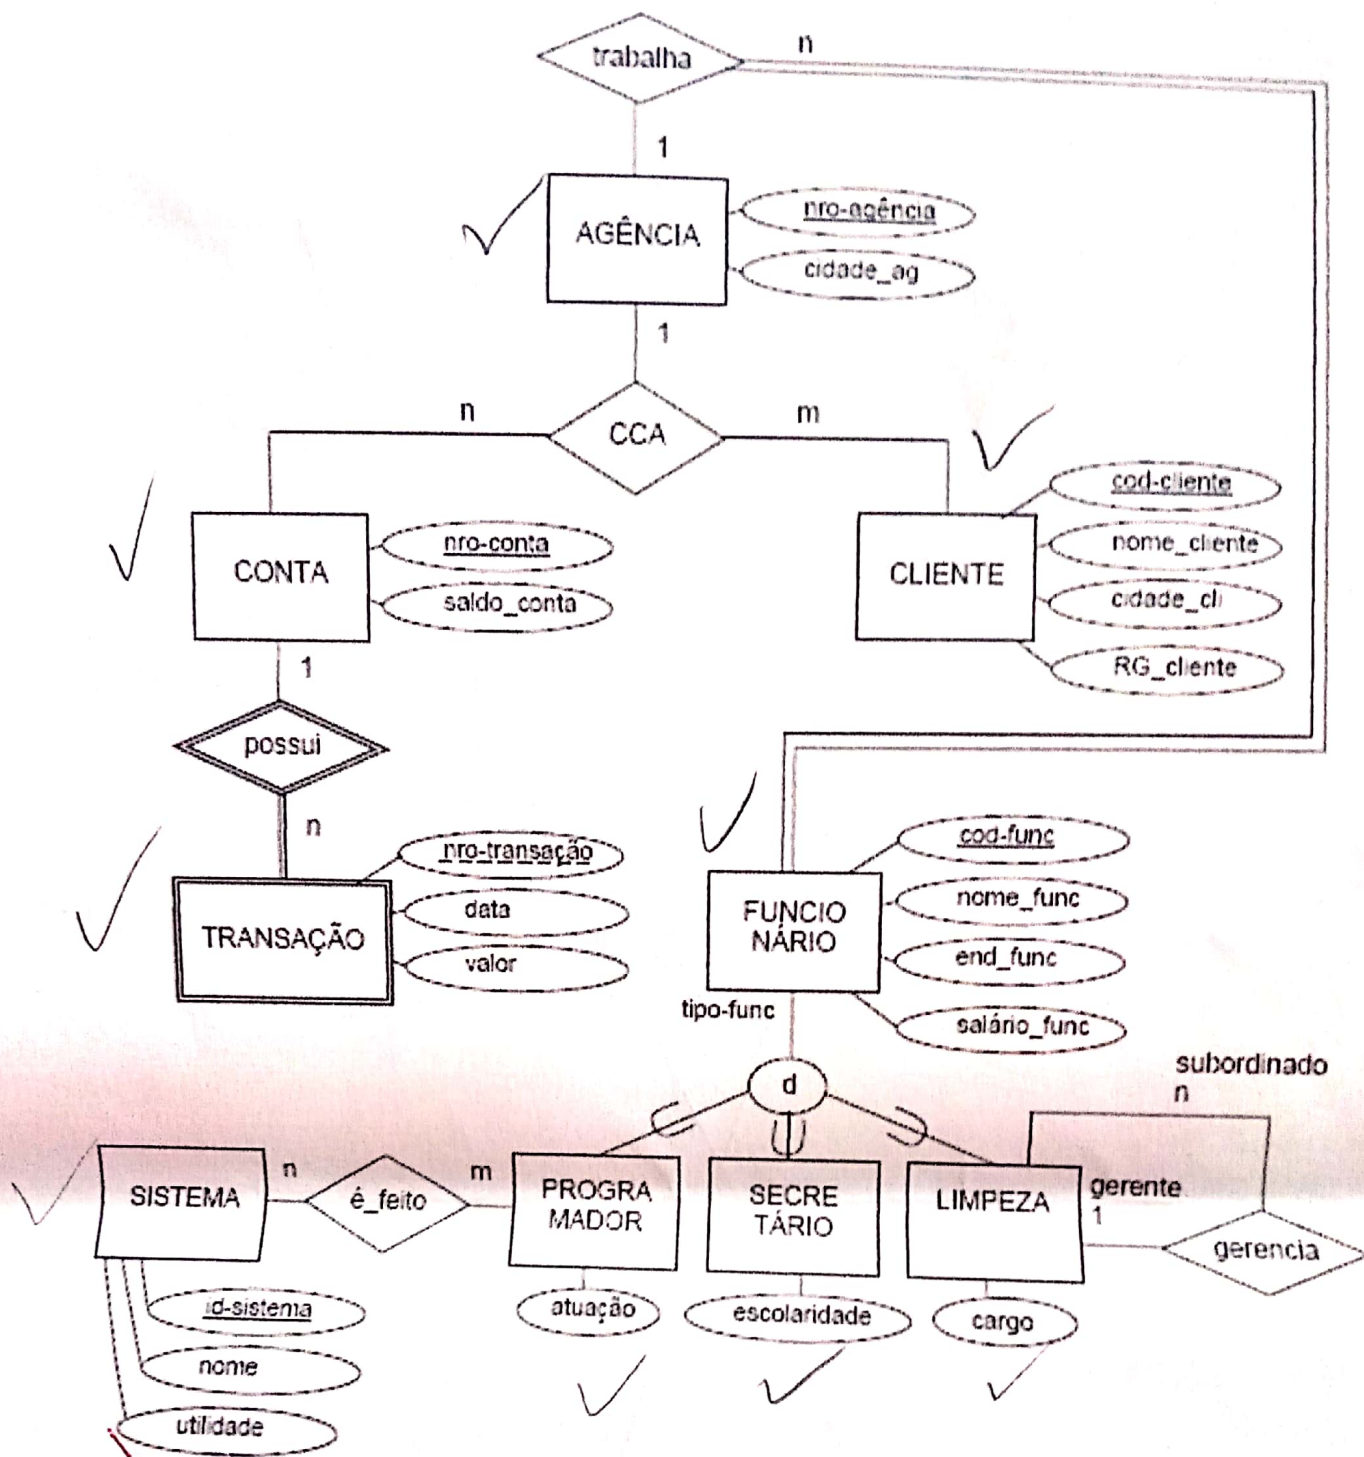 trabalha
n
1
AGÊNCIA
nro-agência
cidade_ag
1
n
CCA
m
CONTA
nro-conta
saldo_conta
CLIENTE
cod-cliente
nome_cliente
cidade_cli
RG_cliente
1
possui
n
TRANSAÇÃO
nro-transação
data
valor
FUNCIO
NÁRIO
cod-func
nome_func
end_func
salário_func
tipo-func
d
subordinado
n
SISTEMA
n
é_feito
m
PROGRA
MADOR
SECRE
TÁRIO
LIMPEZA
gerente
1
gerencia
id-sistema
nome
utilidade
atuação
escolaridade
cargo